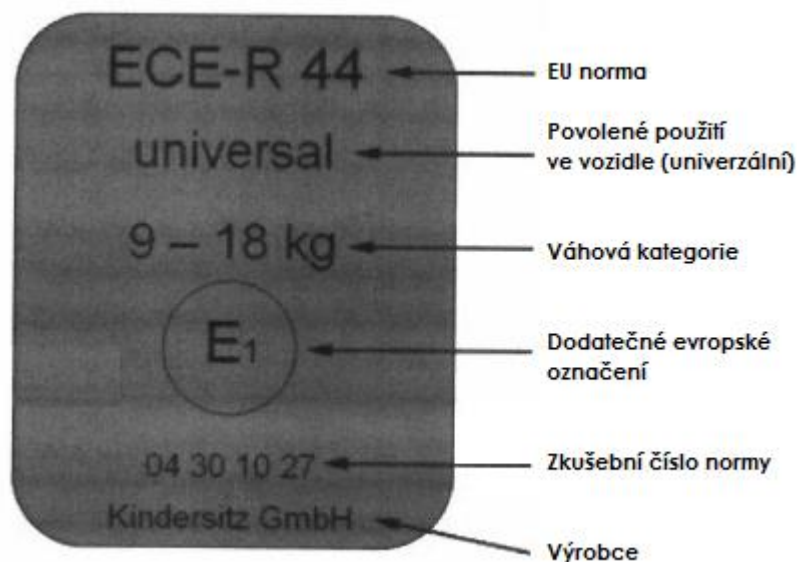 ECE-R 44
EU norma
universal
Povolené použití
ve vozidle (univerzální)
9 – 18 kg
Váhová kategorie
E1
Dodatečné evropské
označení
04 30 10 27
Zkušební číslo normy
Kindersitz GmbH
Výrobce